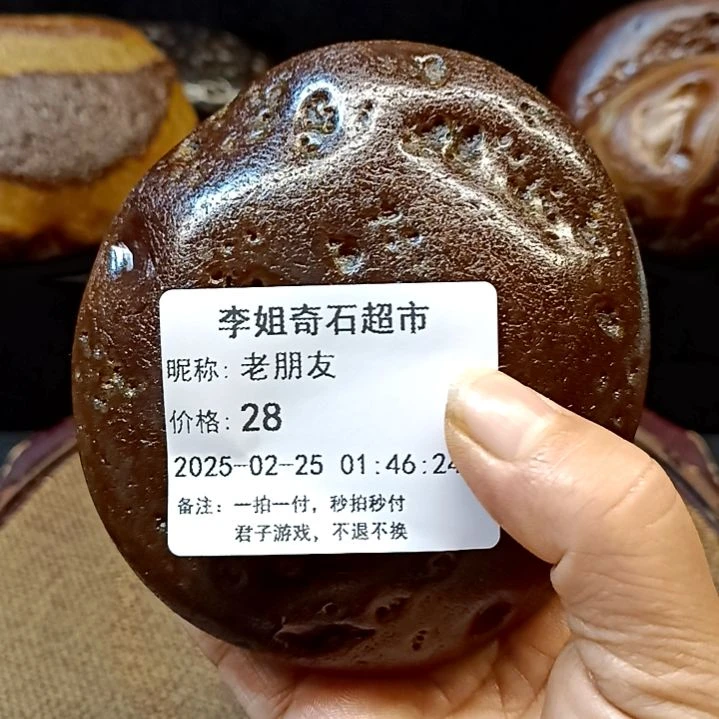 李姐奇石超市
昵称: 老朋友
价格: 28
2025-02-25 01:46:24
备注: 一拍一付, 秒拍秒付
君子游戏, 不退不换